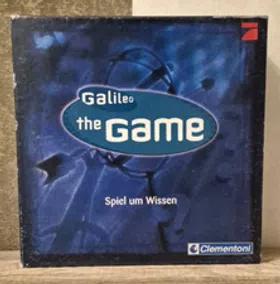 Galileo
the GAME
Spiel um Wissen
Clementoni